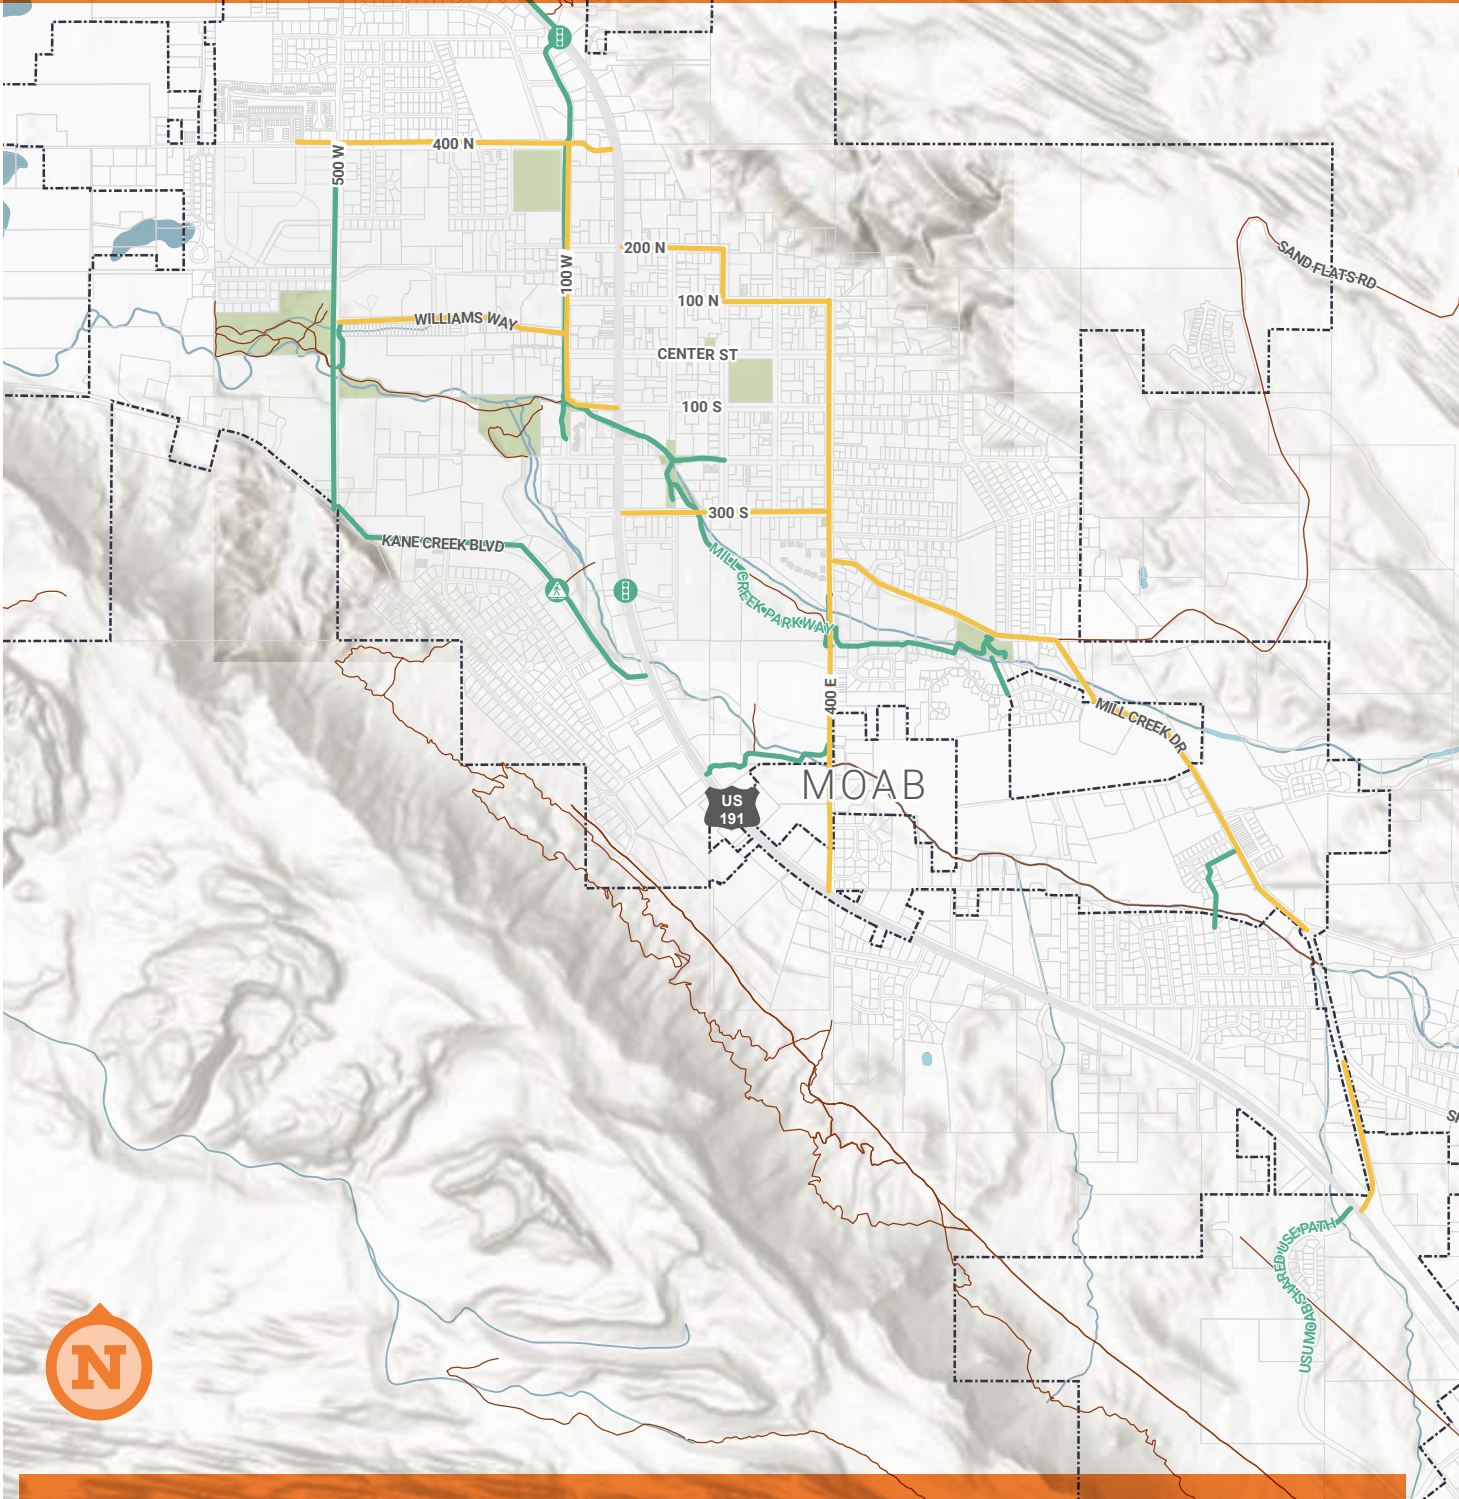 400 N
500 W
200 N
SAND FLATS RD
100 W
100 N
WILLIAMS WAY
CENTER ST
100 S
300 S
KANE CREEK BLVD
MILL CREEK PARKWAY
400 E
MILL CREEK DR
MOAB
US
191
USU MOAB SHARED USE PATH
N